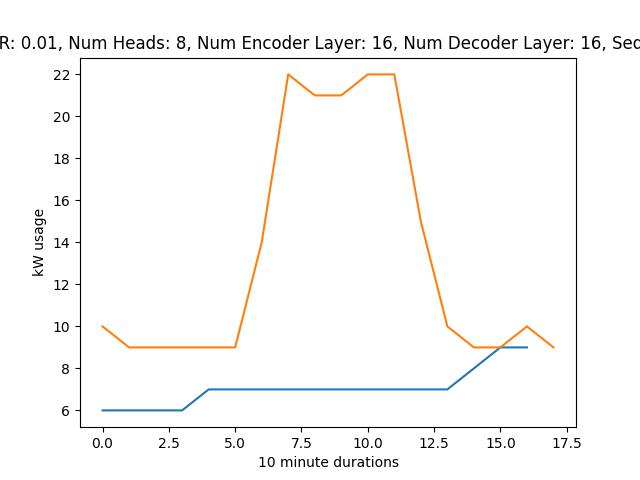 R: 0.01, Num Heads: 8, Num Encoder Layer: 16, Num Decoder Layer: 16,
22
20
18
16
14
12
10
8
6
kW usage
0.0 2.5 5.0 7.5 10.0 12.5 15.0 17.5
10 minute durations